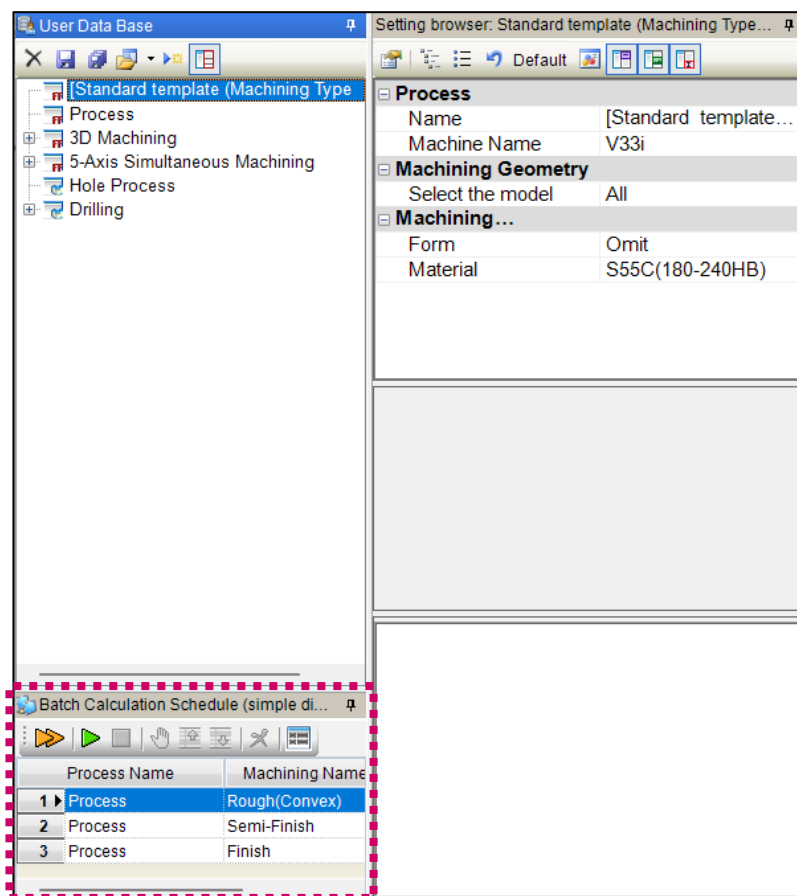 User Data Base
[Standard template (Machining Type
Process
3D Machining
5-Axis Simultaneous Machining
Hole Process
Drilling
Setting browser: Standard template (Machining Type...
Default
Process
Name [Standard template...
Machine Name V33i
Machining Geometry
Select the model All
Machining...
Form Omit
Material S55C(180-240HB)
Batch Calculation Schedule (simple di...
Process Name Machining Name
1 Process Rough(Convex)
2 Process Semi-Finish
3 Process Finish